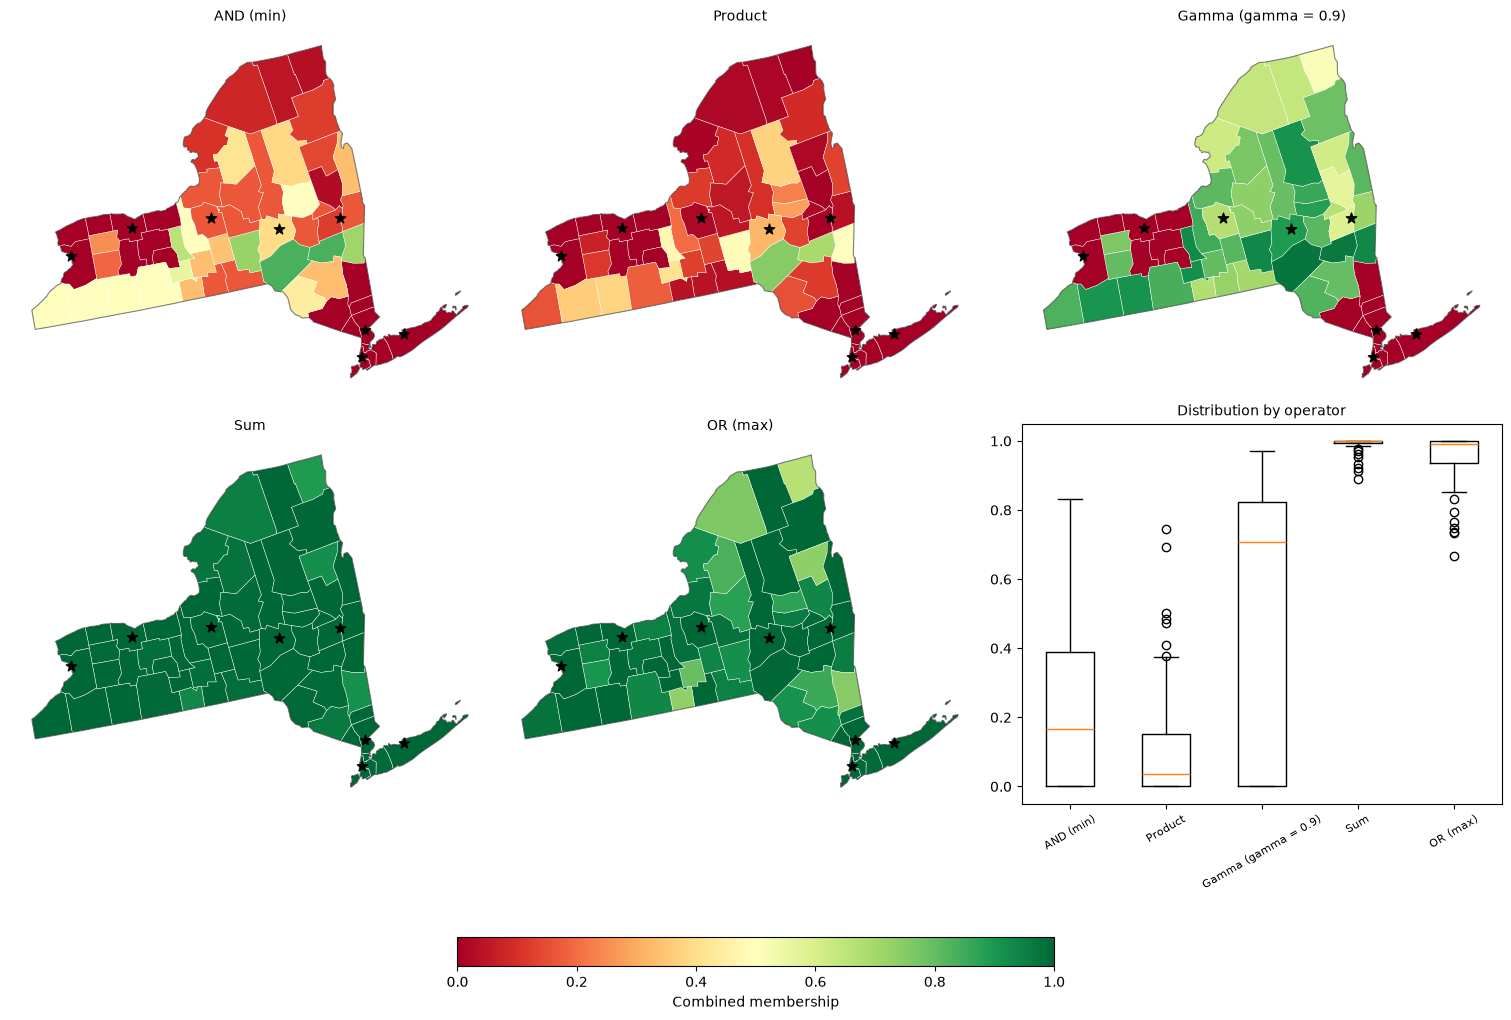 AND (min)
Product
Gamma (gamma = 0.9)
Sum
OR (max)
Distribution by operator
1.0
0.8
0.6
0.4
0.2
0.0
AND (min)
Product
Gamma (gamma = 0.9)
Sum
OR (max)
0.0
0.2
0.4
0.6
0.8
1.0
Combined membership